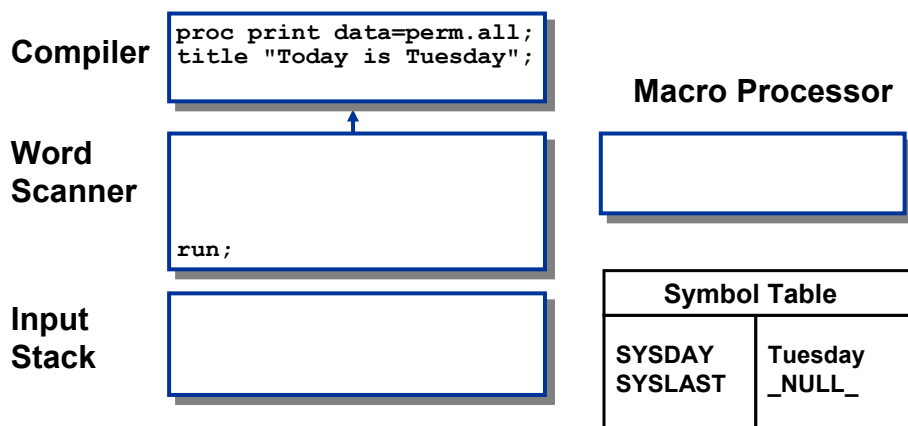 Compiler
proc print data=perm.all;
title "Today is Tuesday";
Macro Processor
Word
Scanner
run;
Input
Stack
Symbol Table
SYSDAY Tuesday
SYSLAST _NULL_